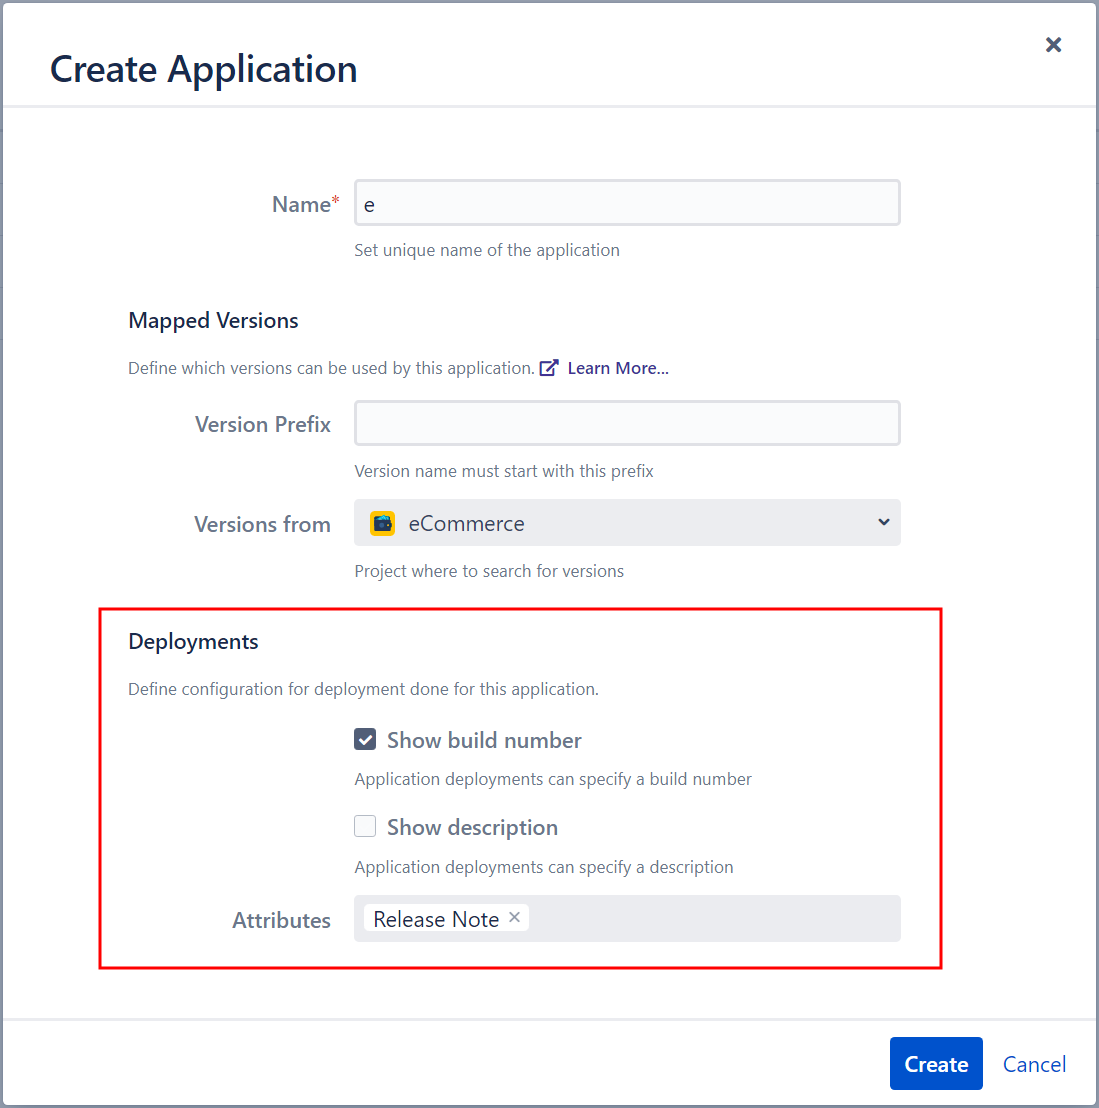 Create Application
Name*
e
Set unique name of the application
Mapped Versions
Define which versions can be used by this application. Learn More...
Version Prefix
Version name must start with this prefix
Versions from
eCommerce
Project where to search for versions
Deployments
Define configuration for deployment done for this application.
Show build number
Application deployments can specify a build number
Show description
Application deployments can specify a description
Attributes
Release Note
Create Cancel